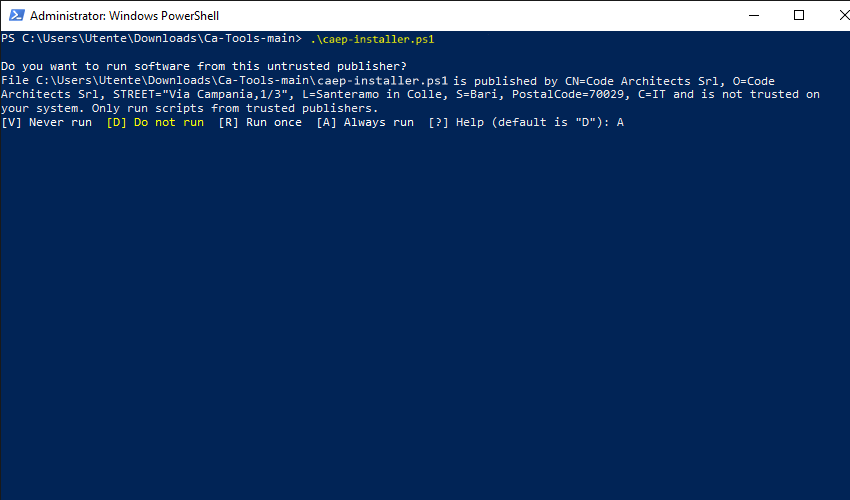 Administrator: Windows PowerShell
PS C:\Users\Utente\Downloads\Ca-Tools-main> .\caep-installer.ps1
Do you want to run software from this untrusted publisher?
File C:\Users\Utente\Downloads\Ca-Tools-main\caep-installer.ps1 is published by CN=Code Architects Srl, O=Code
Architects Srl, STREET="Via Campania,1/3", L=Santeramo in Colle, S=Bari, PostalCode=70029, C=IT and is not trusted on
your system. Only run scripts from trusted publishers.
[V] Never run  [D] Do not run  [R] Run once  [A] Always run  [?] Help (default is "D"): A